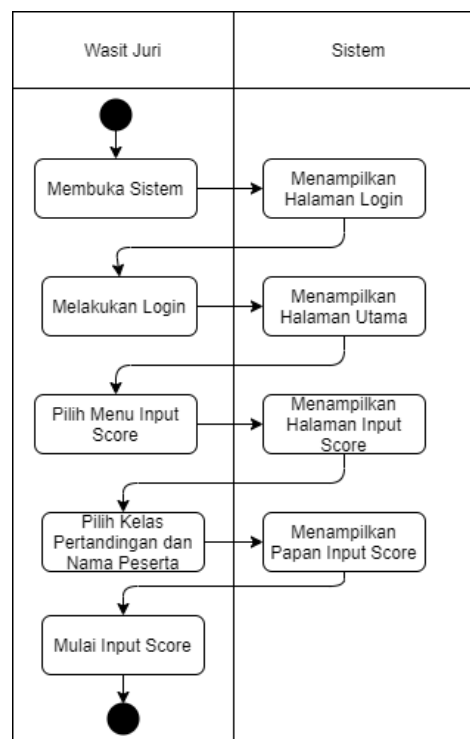 Wasit Juri
Sistem
Membuka Sistem
Menampilkan
Halaman Login
Melakukan Login
Menampilkan
Halaman Utama
Pilih Menu Input
Score
Menampilkan
Halaman Input
Score
Pilih Kelas
Pertandingan dan
Nama Peserta
Menampilkan
Papan Input Score
Mulai Input Score